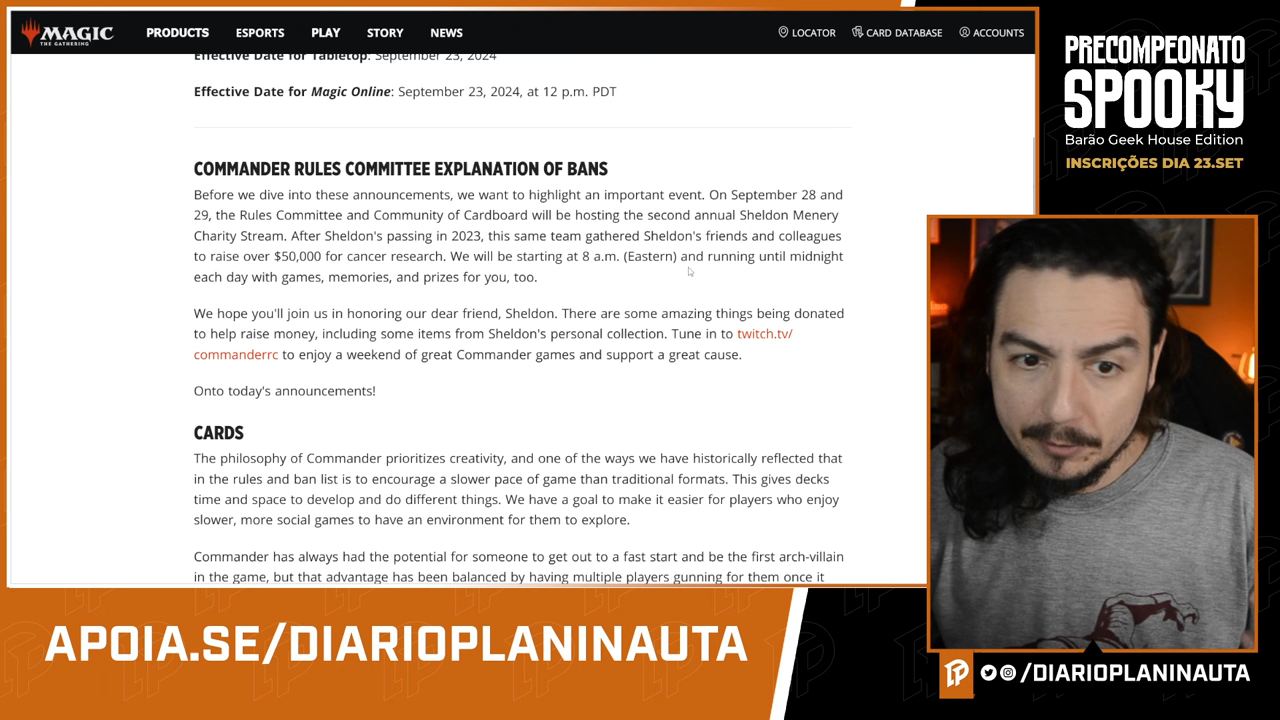 MAGIC
THE GATHERING
PRODUCTS
ESPORTS
PLAY
STORY
NEWS
LOCATOR
CARD DATABASE
ACCOUNTS
Effective Date for Tabletop: September 23, 2024
Effective Date for Magic Online: September 23, 2024, at 12 p.m. PDT
COMMANDER RULES COMMITTEE EXPLANATION OF BANS
Before we dive into these announcements, we want to highlight an important event. On September 28 and
29, the Rules Committee and Community of Cardboard will be hosting the second annual Sheldon Menery
Charity Stream. After Sheldon's passing in 2023, this same team gathered Sheldon's friends and colleagues
to raise over $50,000 for cancer research. We will be starting at 8 a.m. (Eastern) and running until midnight
each day with games, memories, and prizes for you, too.
We hope you'll join us in honoring our dear friend, Sheldon. There are some amazing things being donated
to help raise money, including some items from Sheldon's personal collection. Tune in to twitch.tv/
commanderrc to enjoy a weekend of great Commander games and support a great cause.
Onto today's announcements!
CARDS
The philosophy of Commander prioritizes creativity, and one of the ways we have historically reflected that
in the rules and ban list is to encourage a slower pace of game than traditional formats. This gives decks
time and space to develop and do different things. We have a goal to make it easier for players who enjoy
slower, more social games to have an environment for them to explore.
Commander has always had the potential for someone to get out to a fast start and be the first arch-villain
in the game, but that advantage has been balanced by having multiple players gunning for them once it
PRECOMPEONATO
SPOOKY
Barão Geek House Edition
INSCRIÇÕES DIA 23.SET
APOIA.SE/DIARIOPLANINAUTA
/DIARIOPLANINAUTA